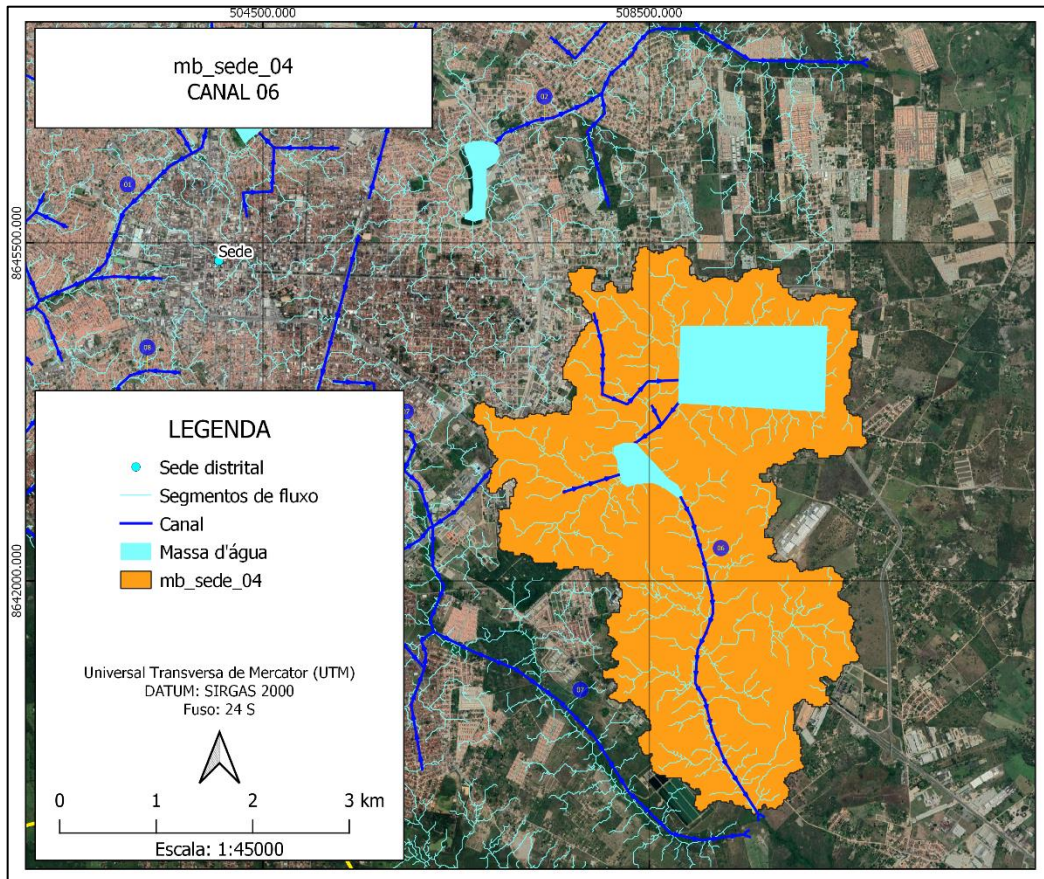 504500.000
508500.000
mb_sede_04
CANAL 06
02
01
8645500.000
Sede
08
07
LEGENDA
Sede distrital
Segmentos de fluxo
Canal
Massa d'água
mb_sede_04
06
8642000.000
Universal Transversa de Mercator (UTM)
DATUM: SIRGAS 2000
Fuso: 24 S
07
0 1 2 3 km
Escala: 1:45000